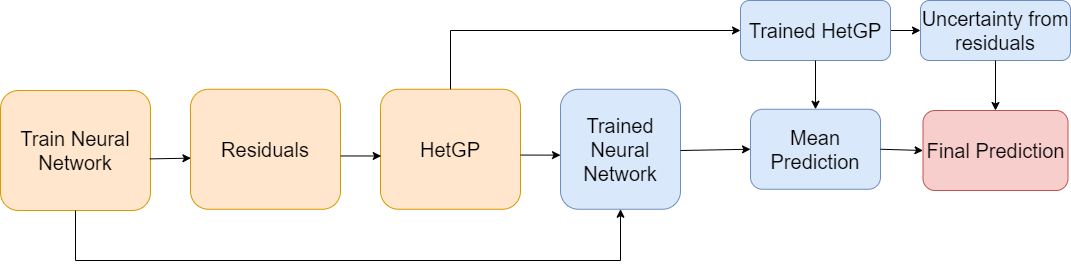 Train Neural
Network
Residuals
HetGP
Trained
Neural
Network
Trained HetGP
Uncertainty from
residuals
Mean
Prediction
Final Prediction